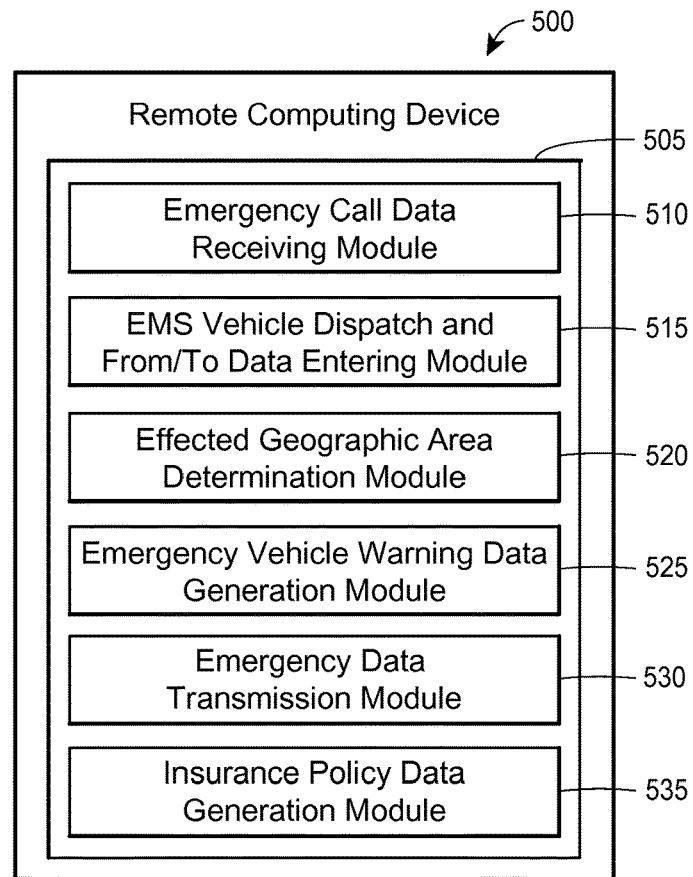 500
Remote Computing Device
505
Emergency Call Data
Receiving Module
510
EMS Vehicle Dispatch and
From/To Data Entering Module
515
Effected Geographic Area
Determination Module
520
Emergency Vehicle Warning Data
Generation Module
525
Emergency Data
Transmission Module
530
Insurance Policy Data
Generation Module
535